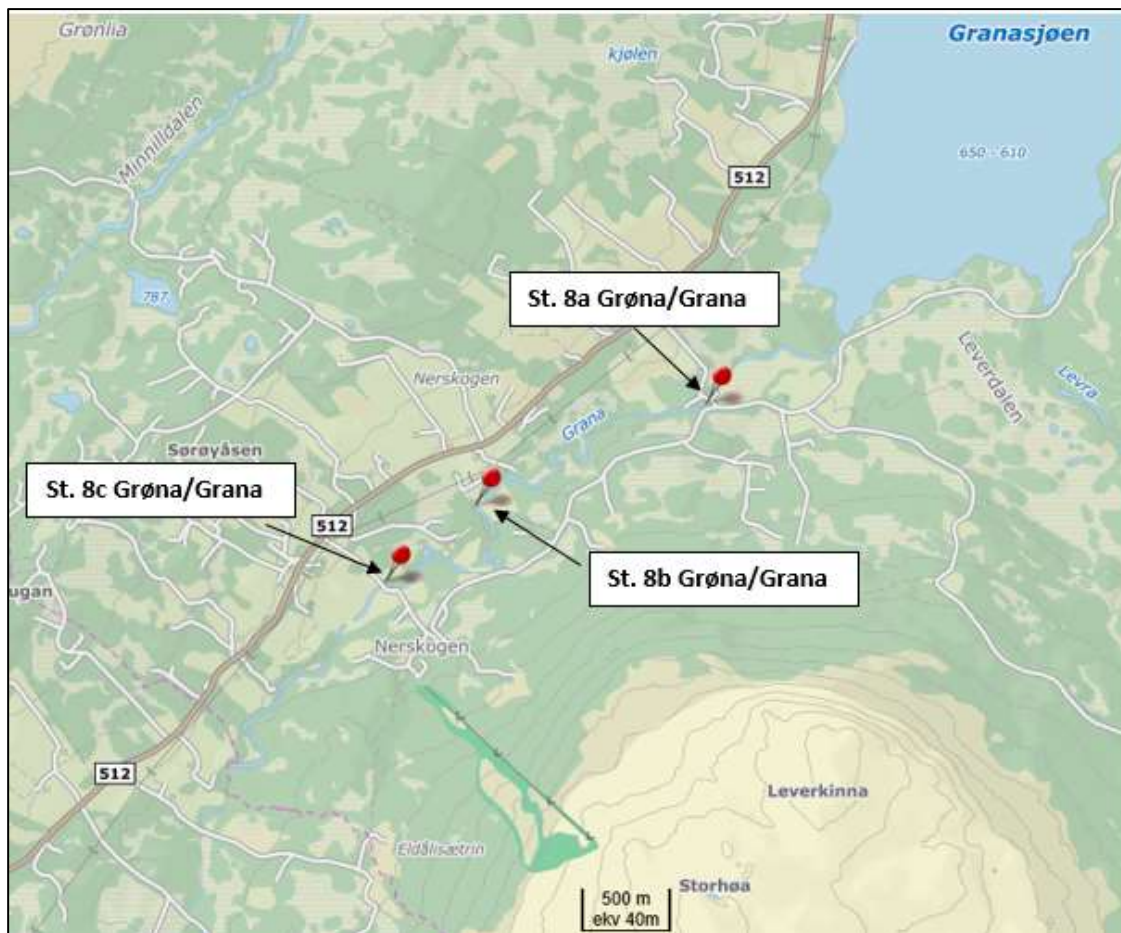 Grønlia
Granasjøen
kjølen
Minnilldalen
650 - 610
512
St. 8a Grøna/Grana
787
Leverdalen
Levra
Nerskogen
Grana
Sørøyåsen
St. 8c Grøna/Grana
512
St. 8b Grøna/Grana
ugan
Nerskogen
512
Leverkinna
Eldålisætrin
Storhøa
500 m
ekv 40m